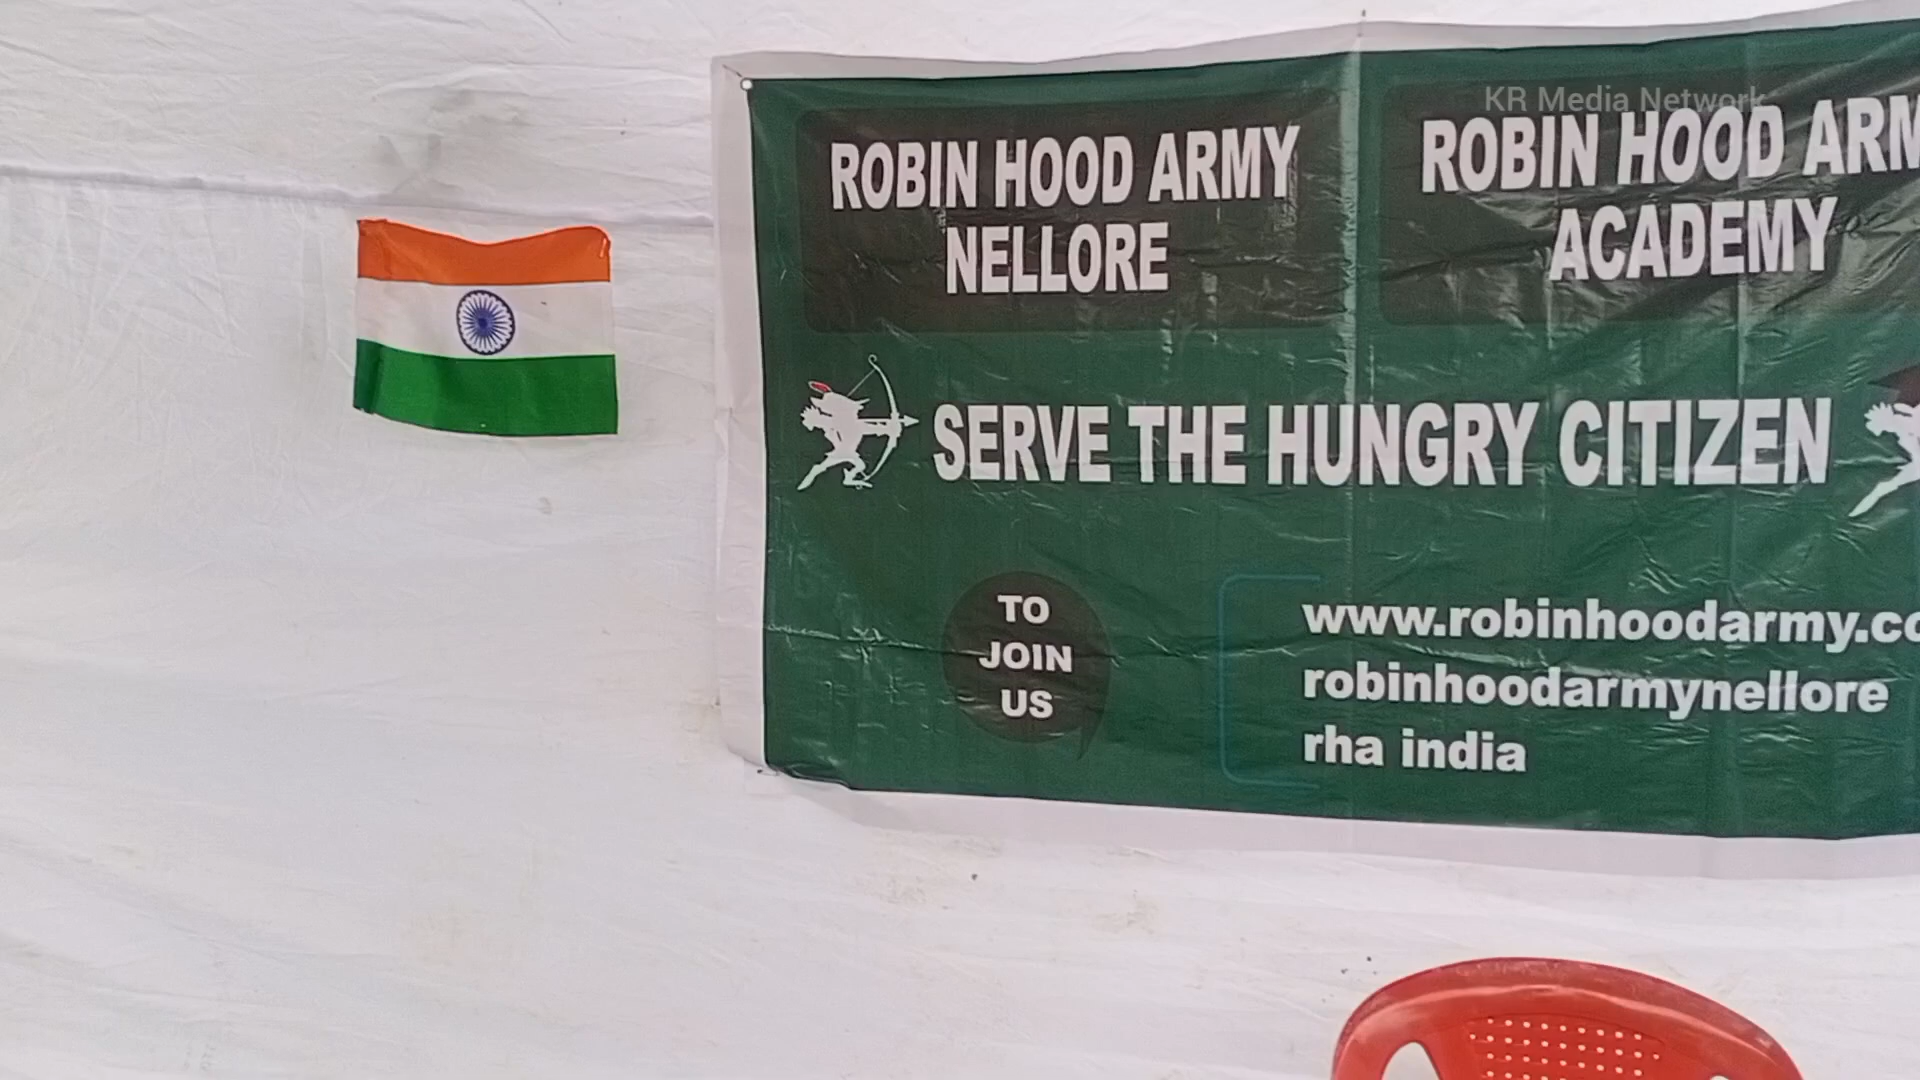 KR Media Network
ROBIN HOOD ARMY
NELLORE
ROBIN HOOD ARM
ACADEMY
SERVE THE HUNGRY CITIZEN
TO
JOIN
US
www.robinhoodarmy.co
robinhoodarmynellore
rha india